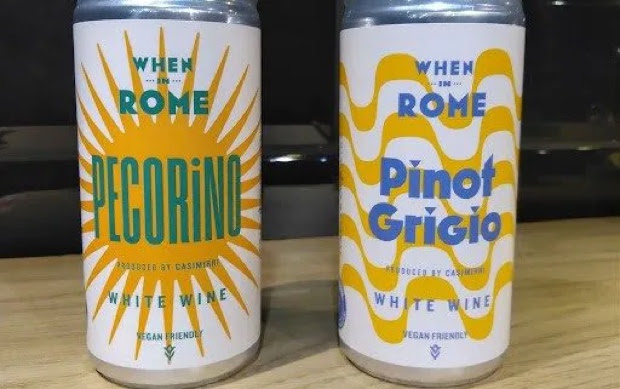 WHEN
IN
ROME
PECORiNO
PRODUCED BY CASIMIRRI
WHITE WINE
VEGAN FRIENDLY
WHEN
IN
ROME
Pinot
Grigio
PRODUCED BY CASIMIRRI
WHITE WINE
VEGAN FRIENDLY